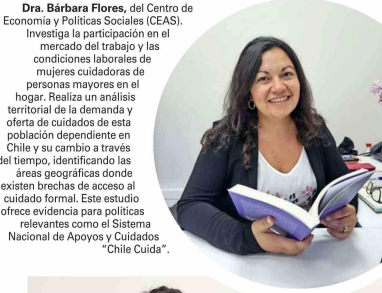 Dra. Bárbara Flores, del Centro de
Economía y Políticas Sociales (CEAS).
Investiga la participación en el
mercado del trabajo y las
condiciones laborales de
mujeres cuidadoras de
personas mayores en el
hogar. Realiza un análisis
territorial de la demanda y
oferta de cuidados de esta
población dependiente en
Chile y su cambio a través
del tiempo, identificando las
áreas geográficas donde
existen brechas de acceso al
cuidado formal. Este estudio
ofrece evidencia para políticas
relevantes como el Sistema
Nacional de Apoyos y Cuidados
“Chile Cuida”.